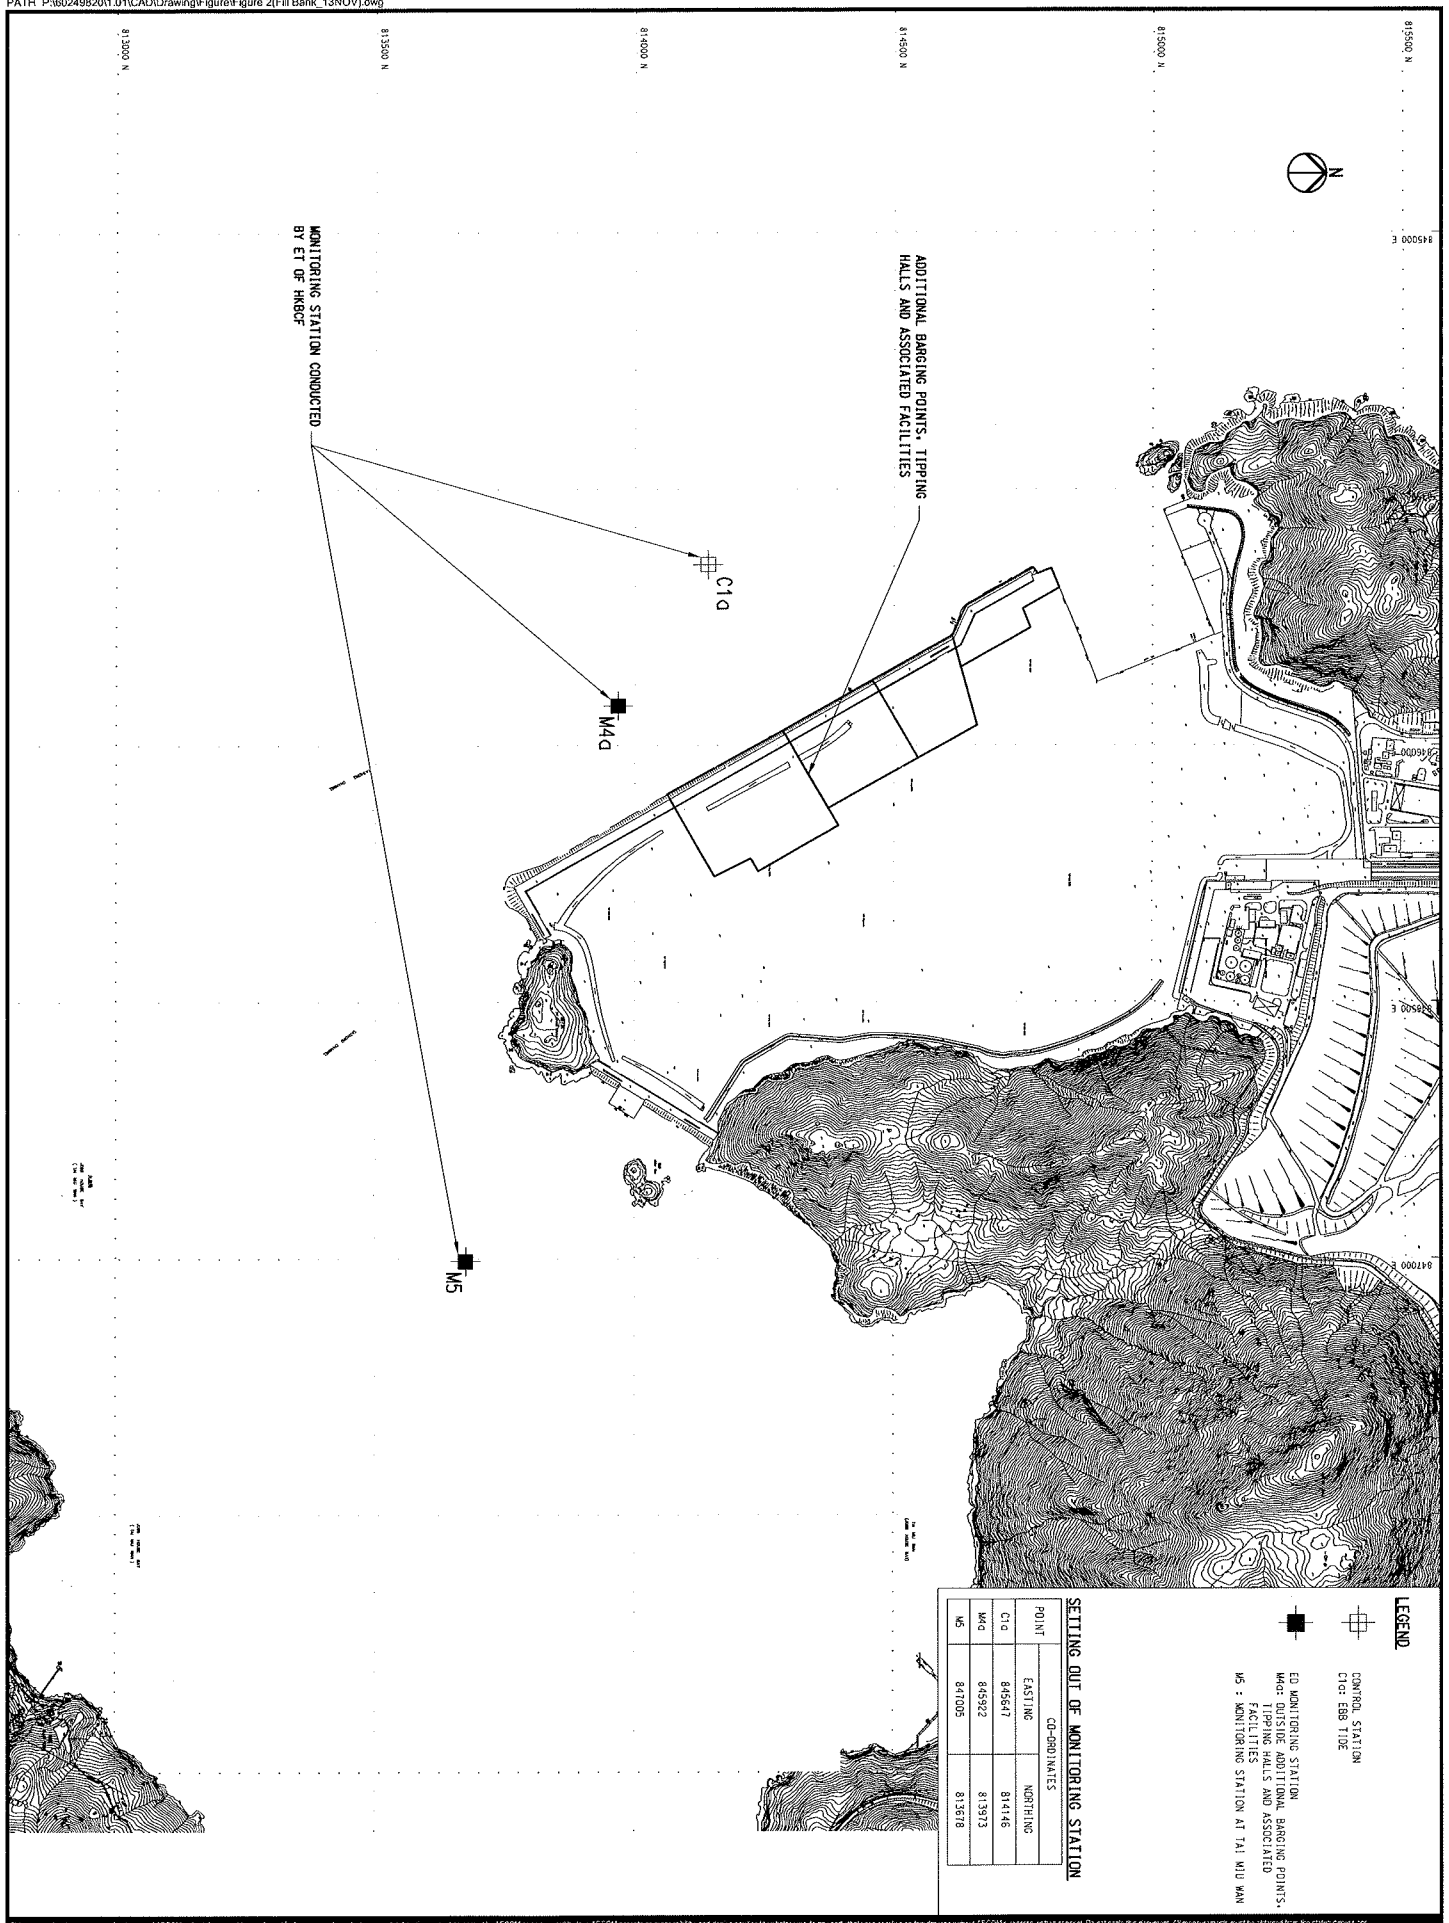 PATH P:\60249820\1.01\CAD\Drawing\Figure\Figure 2(Fill Bank_13NOV).dwg
813000 N
813500 N
814000 N
814500 N
815000 N
815500 N
N
845000 E
846000 E
846500 E
847000 E
MONITORING STATION CONDUCTED
BY ET OF HKBCF
ADDITIONAL BARGING POINTS, TIPPING
HALLS AND ASSOCIATED FACILITIES
C1a
M4a
M5
LEGEND
CONTROL STATION
C1a: EBB TIDE
ED MONITORING STATION
M4a: OUTSIDE ADDITIONAL BARGING POINTS,
TIPPING HALLS AND ASSOCIATED
FACILITIES
M5 : MONITORING STATION AT TAI MIU WAN
SETTING OUT OF MONITORING STATION
POINT CO-ORDINATES
EASTING NORTHING
C1a 845647 814146
M4a 845922 813973
M5 847005 813678